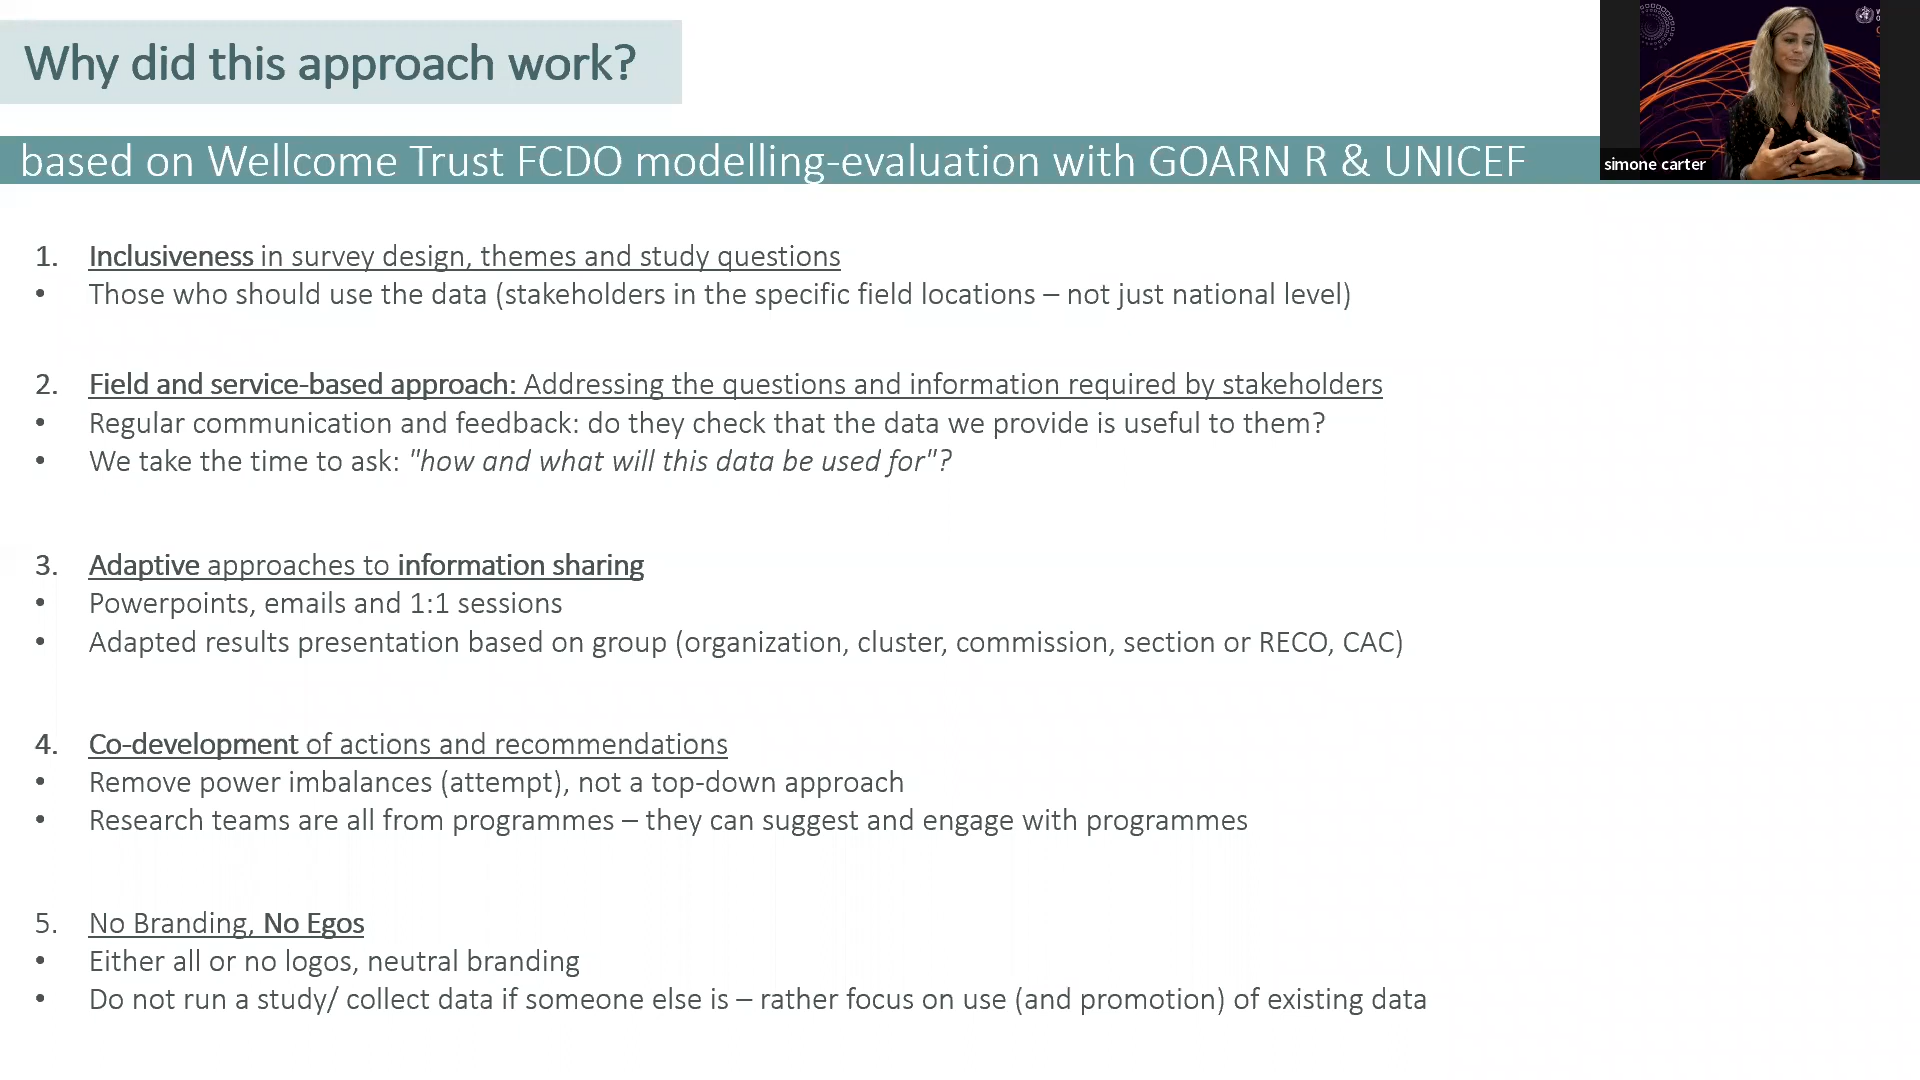 Why did this approach work?
based on Wellcome Trust FCDO modelling-evaluation with GOARN R & UNICEF
simone carter
1. Inclusiveness in survey design, themes and study questions
• Those who should use the data (stakeholders in the specific field locations – not just national level)
2. Field and service-based approach: Addressing the questions and information required by stakeholders
• Regular communication and feedback: do they check that the data we provide is useful to them?
• We take the time to ask: "how and what will this data be used for"?
3. Adaptive approaches to information sharing
• Powerpoints, emails and 1:1 sessions
• Adapted results presentation based on group (organization, cluster, commission, section or RECO, CAC)
4. Co-development of actions and recommendations
• Remove power imbalances (attempt), not a top-down approach
• Research teams are all from programmes – they can suggest and engage with programmes
5. No Branding, No Egos
• Either all or no logos, neutral branding
• Do not run a study/ collect data if someone else is – rather focus on use (and promotion) of existing data